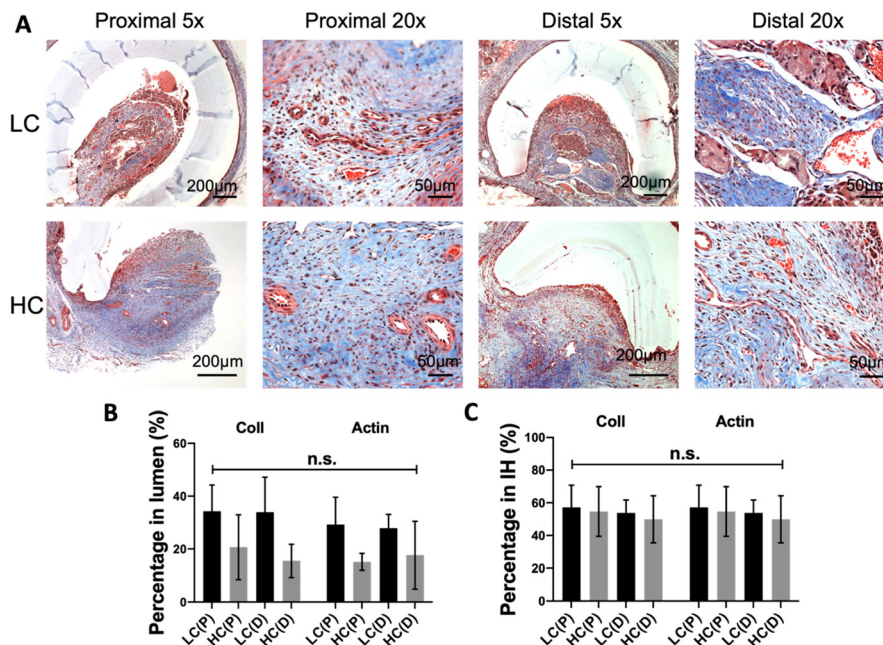 A
Proximal 5x
Proximal 20x
Distal 5x
Distal 20x
LC
200µm
50µm
200µm
50µm
HC
200µm
50µm
200µm
50µm
B
Coll
Actin
n.s.
Percentage in lumen (%)
60
40
20
0
LC(P)
HC(P)
LC(D)
HC(D)
LC(P)
HC(P)
LC(D)
HC(D)
C
Coll
Actin
n.s.
Percentage in IH (%)
100
80
60
40
20
0
LC(P)
HC(P)
LC(D)
HC(D)
LC(P)
HC(P)
LC(D)
HC(D)